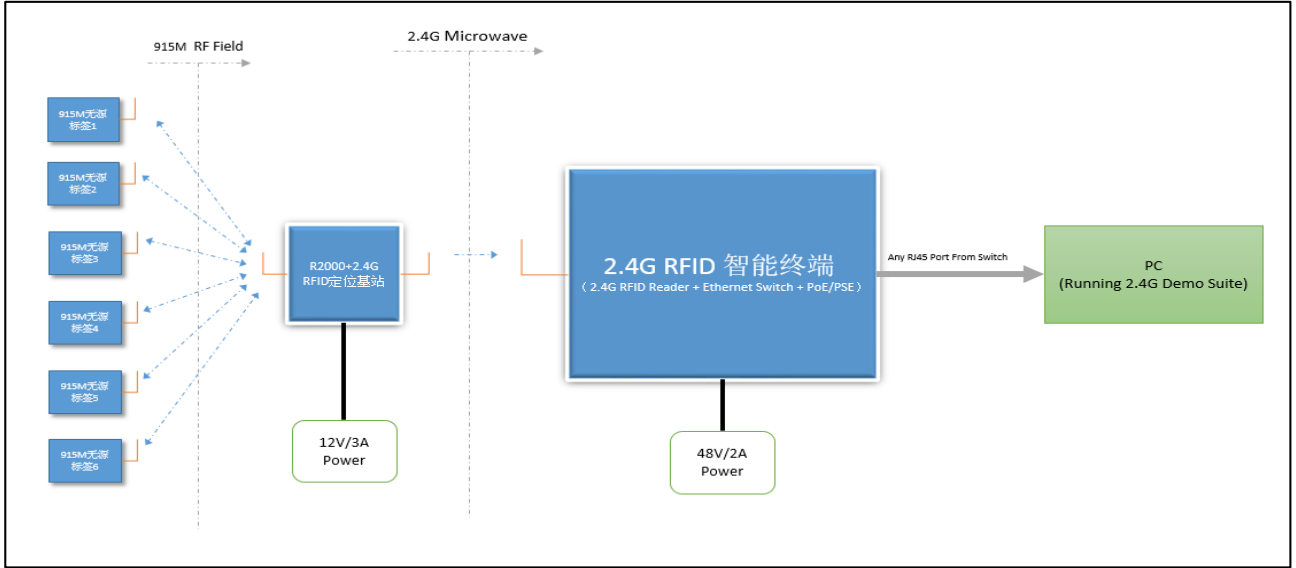 915M RF Field
2.4G Microwave
915M无源
标签1
915M无源
标签2
915M无源
标签3
915M无源
标签4
915M无源
标签5
915M无源
标签6
R2000+2.4G
RFID定位基站
12V/3A
Power
2.4G RFID 智能终端
（2.4G RFID Reader + Ethernet Switch + PoE/PSE）
48V/2A
Power
Any RJ45 Port From Switch
PC
(Running 2.4G Demo Suite)